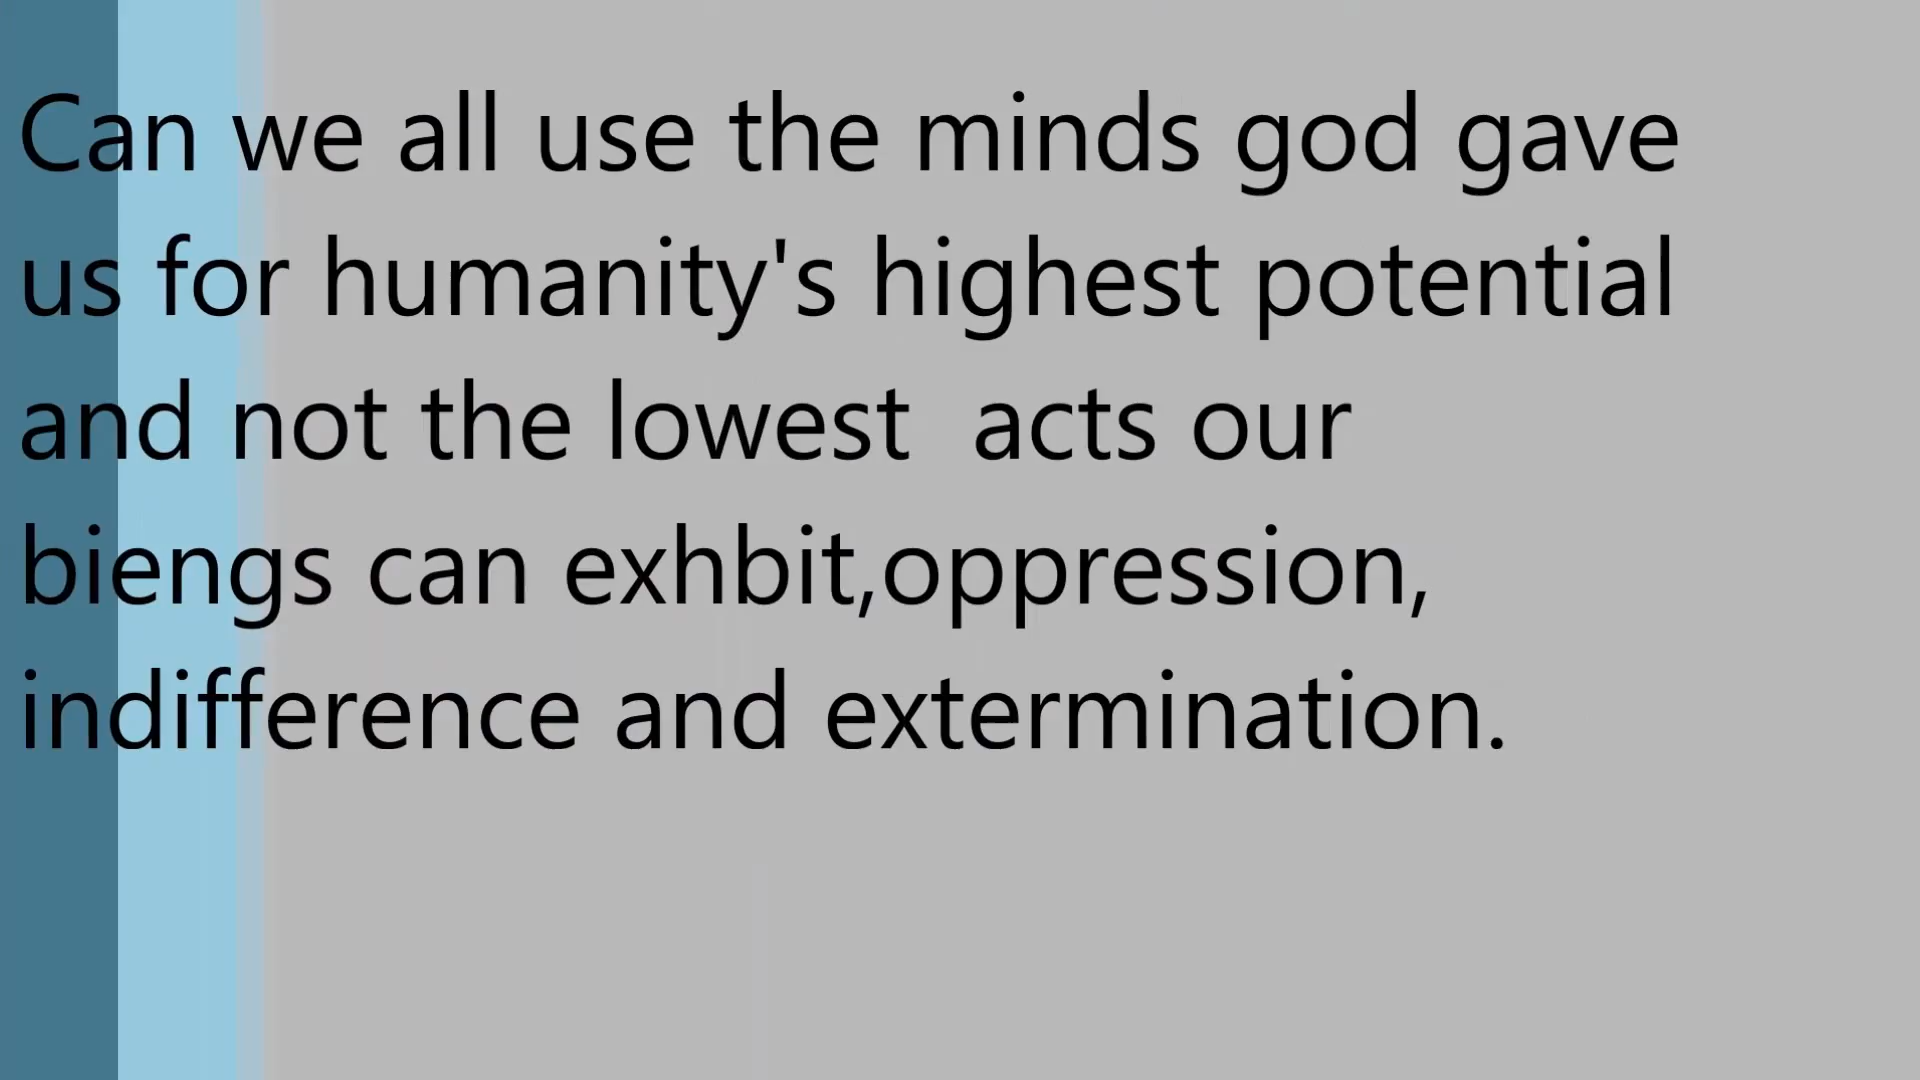 Can we all use the minds god gave
us for humanity's highest potential
and not the lowest  acts our
biengs can exhbit,oppression,
indifference and extermination.